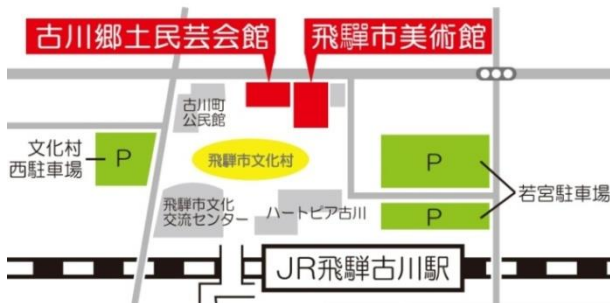 古川郷土民芸会館
飛騨市美術館
古川町
公民館
文化村
西駐車場
P
飛騨市文化村
P
若宮駐車場
P
飛騨市文化
交流センター
ハートピア古川
JR飛騨古川駅